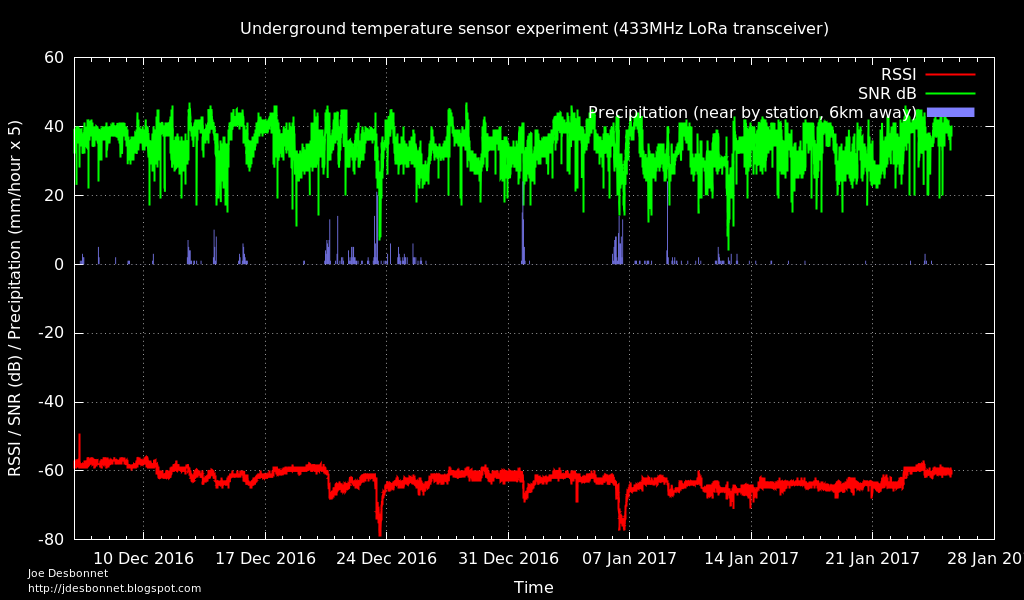 Underground temperature sensor experiment (433MHz LoRa transceiver)
RSSI
SNR dB
Precipitation (near by station, 6km away)
RSSI / SNR (dB) / Precipitation (mm/hour x 5)
60
40
20
0
-20
-40
-60
-80
10 Dec 2016 17 Dec 2016 24 Dec 2016 31 Dec 2016 07 Jan 2017 14 Jan 2017 21 Jan 2017 28 Jan 20
Time
Joe Desbonnet
http://jdesbonnet.blogspot.com